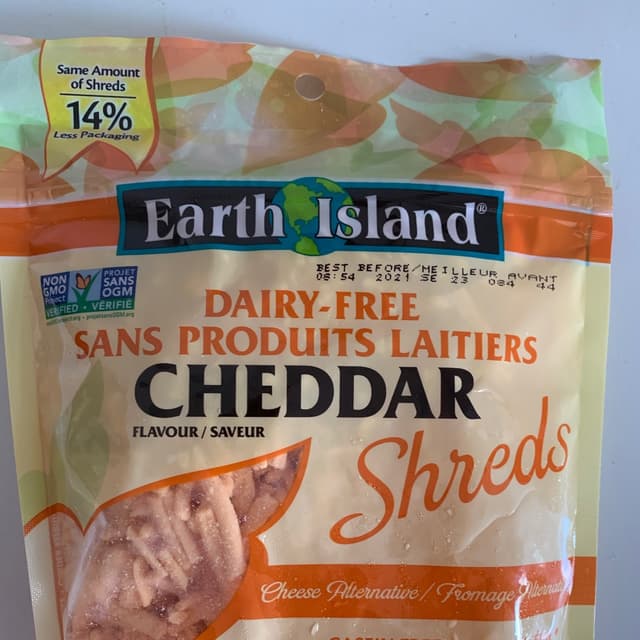 Same Amount
of Shreds
14%
Less Packaging
Earth Island®
BEST BEFORE/MEILLEUR AVANT
08:54 2021 SE 23 084 44
NON
GMO
Project
VERIFIED • VÉRIFIÉ
PROJET
SANS
OGM
DAIRY-FREE
SANS PRODUITS LAITIERS
CHEDDAR
FLAVOUR / SAVEUR
Shreds
Cheese Alternative / Fromage